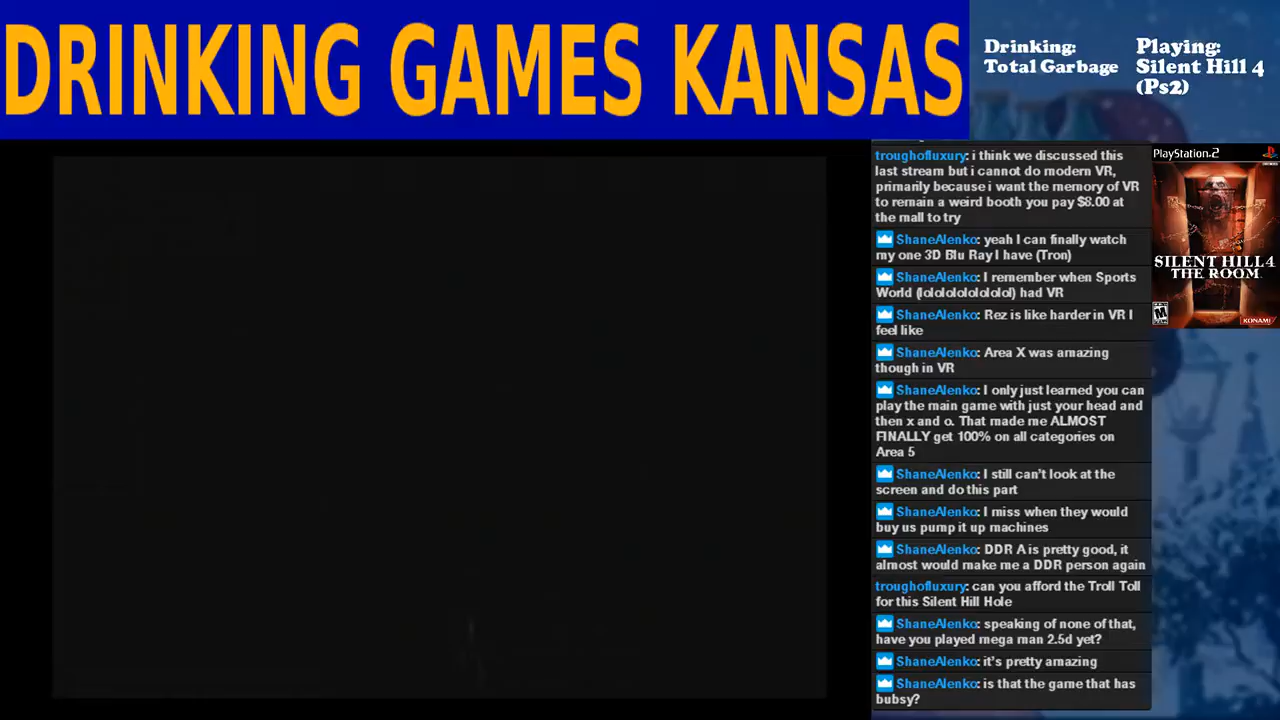 DRINKING GAMES KANSAS
Drinking:
Total Garbage
Playing:
Silent Hill 4
(Ps2)
troughofluxury: i think we discussed this
last stream but i cannot do modern VR,
primarily because i want the memory of VR
to remain a weird booth you pay $8.00 at
the mall to try
ShaneAlenko: yeah I can finally watch
my one 3D Blu Ray I have (Tron)
ShaneAlenko: I remember when Sports
World (lolololololololol) had VR
ShaneAlenko: Rez is like harder in VR I
feel like
ShaneAlenko: Area X was amazing
though in VR
ShaneAlenko: I only just learned you can
play the main game with just your head and
then x and o. That made me ALMOST
FINALLY get 100% on all categories on
Area 5
ShaneAlenko: I still can't look at the
screen and do this part
ShaneAlenko: I miss when they would
buy us pump it up machines
ShaneAlenko: DDR A is pretty good, it
almost would make me a DDR person again
troughofluxury: can you afford the Troll Toll
for this Silent Hill Hole
ShaneAlenko: speaking of none of that,
have you played mega man 2.5d yet?
ShaneAlenko: it's pretty amazing
ShaneAlenko: is that the game that has
bubsy?
PlayStation.2
SILENT HILL 4
THE ROOM
M
KONAMI